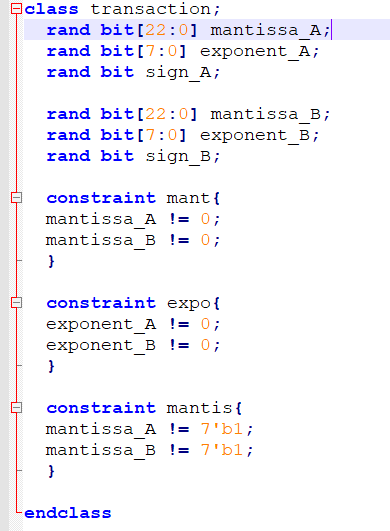 class transaction;
rand bit[22:0] mantissa_A;
rand bit[7:0] exponent_A;
rand bit sign_A;
rand bit[22:0] mantissa_B;
rand bit[7:0] exponent_B;
rand bit sign_B;
constraint mant{
mantissa_A != 0;
mantissa_B != 0;
}
constraint expo{
exponent_A != 0;
exponent_B != 0;
}
constraint mantis{
mantissa_A != 7'b1;
mantissa_B != 7'b1;
}
endclass